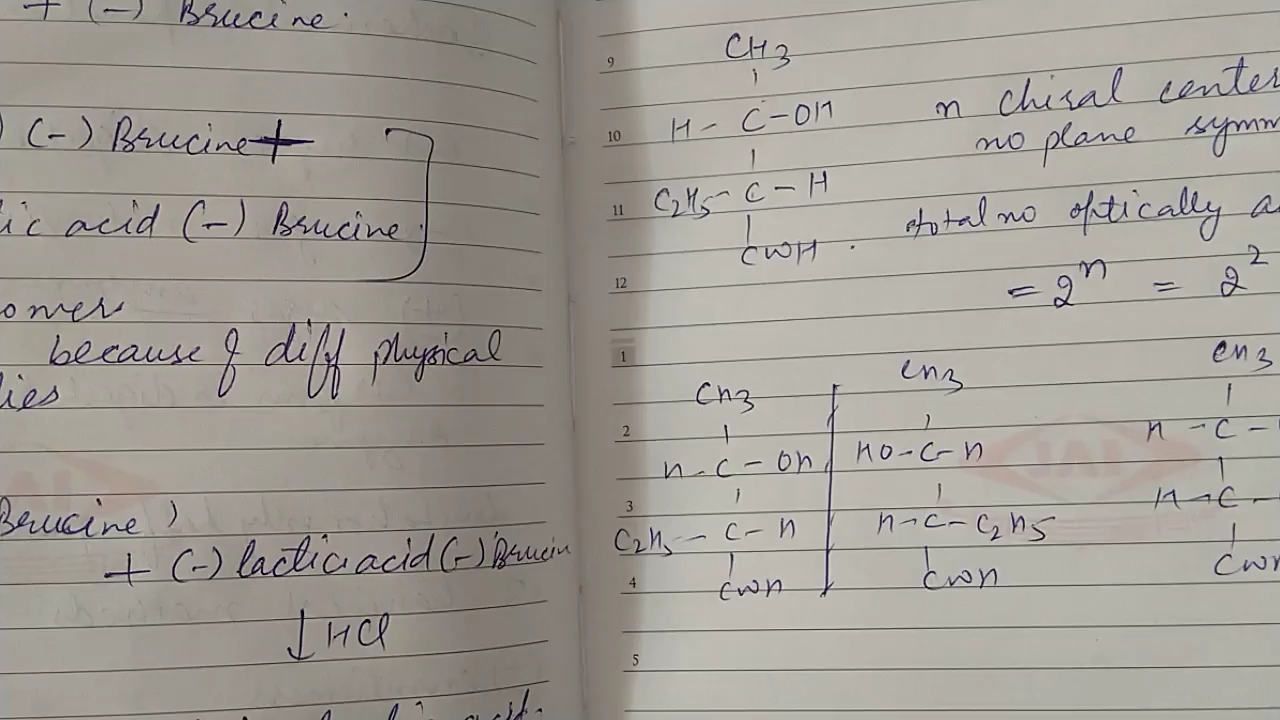 + (-) Brucine.
) (-) Brucine +
ic acid (-) Brucine.
omer
because of diff physical
ies
Brucine)
+ (-) lactic acid (-) Brucin
↓ HCl
9
CH3
10
H - C - OH
n chiral center
no plane symm
11
C2H5 - C - H
total no optically a
COOH.
12
= 2^n = 2^2
1
CH3
CH3
CH3
2
H - C - OH
HO - C - H
H - C -
3
C2H5 - C - H
H - C - C2H5
H - C -
4
COOH
COOH
COOH
5